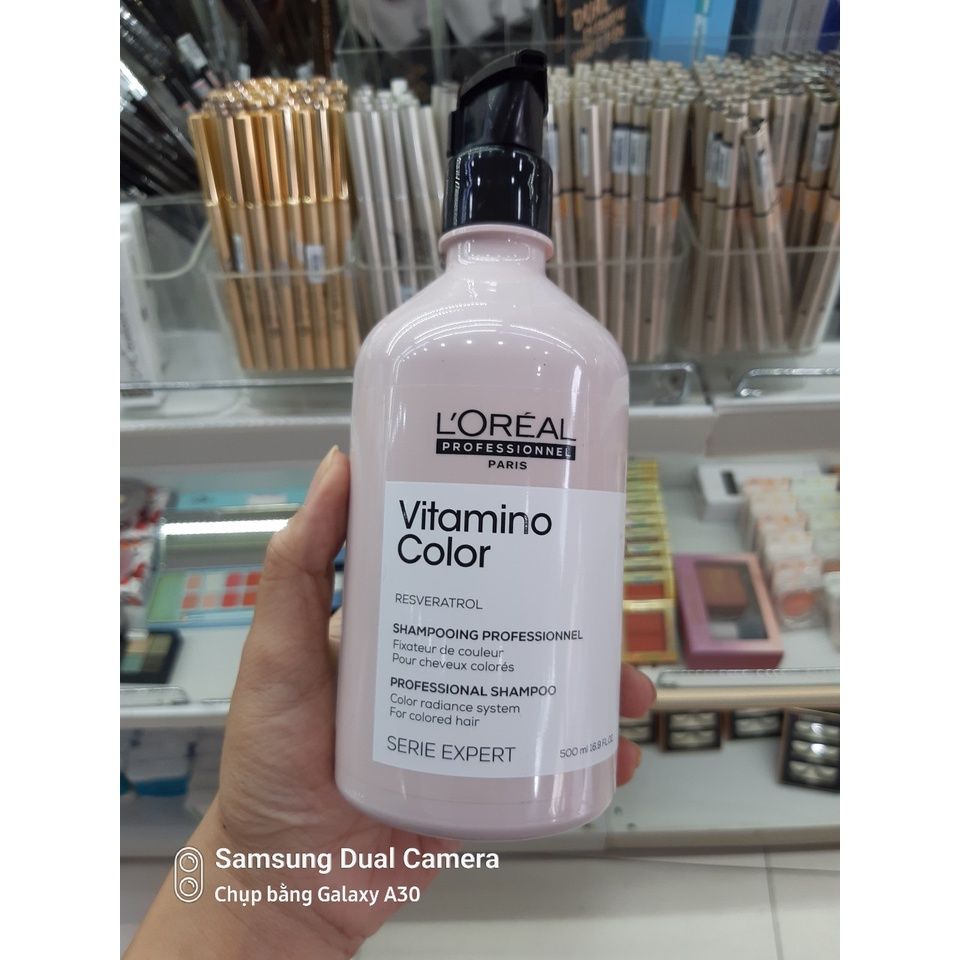 L'ORÉAL
PROFESSIONNEL
PARIS
Vitamino
Color
RESVERATROL
SHAMPOOING PROFESSIONNEL
Fixateur de couleur
Pour cheveux colorés
PROFESSIONAL SHAMPOO
Color radiance system
For colored hair
SERIE EXPERT
500 ml 16.9 FL OZ
Samsung Dual Camera
Chụp bằng Galaxy A30